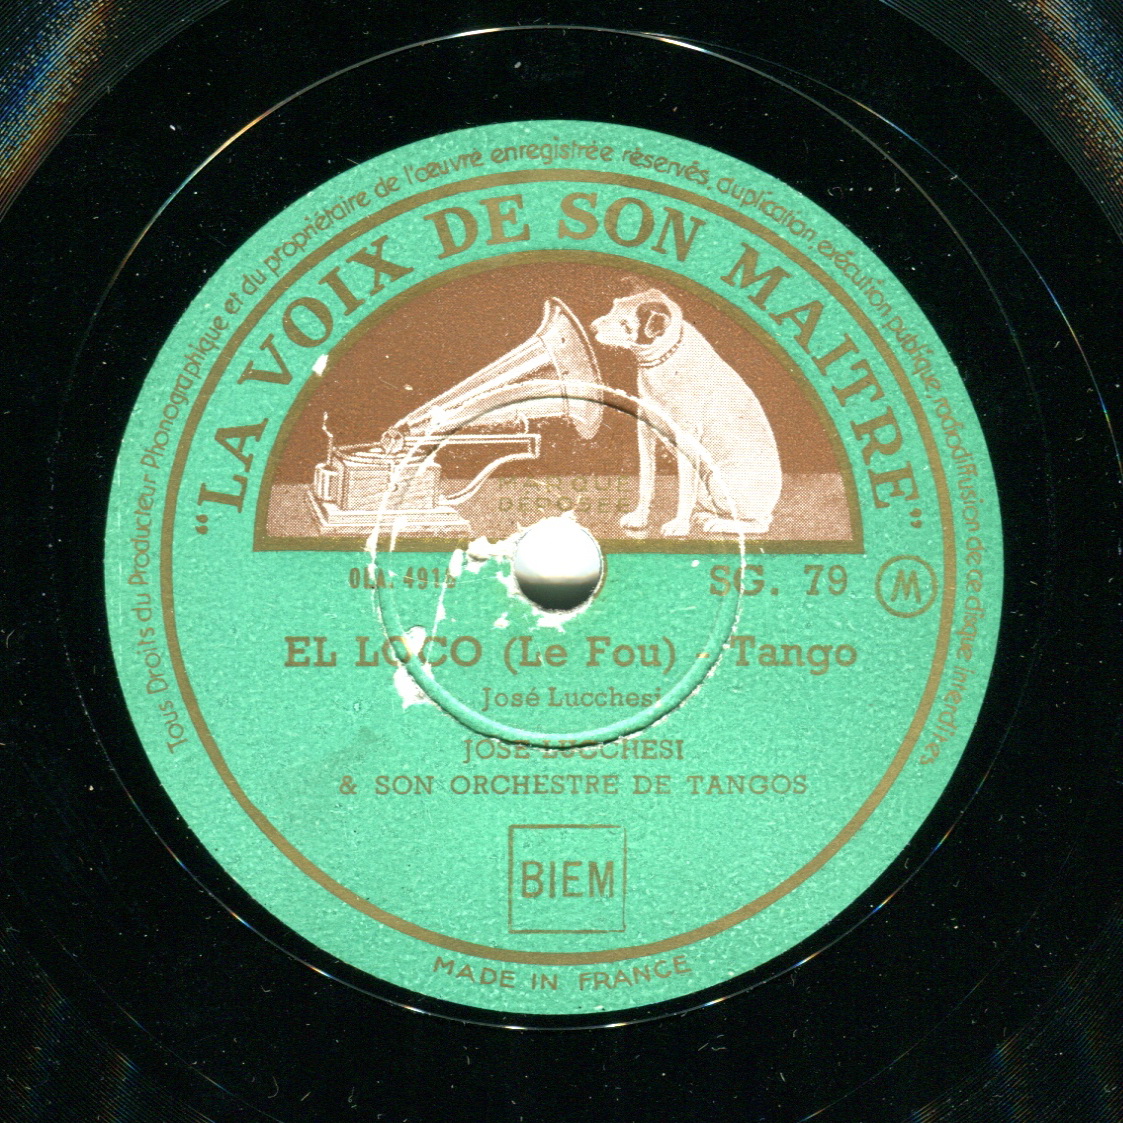 Tous Droits du Producteur Phonographique et du propriétaire de l'œuvre enregistrée réservés, duplication, exécution publique, radiodiffusion de ce disque interdites
"LA VOIX DE SON MAITRE"
MARQUE
DÉPOSÉE
SG. 79
M
EL LOCO (Le Fou) - Tango
José Lucchesi
JOSÉ LUCCHESI
& SON ORCHESTRE DE TANGOS
BIEM
MADE IN FRANCE